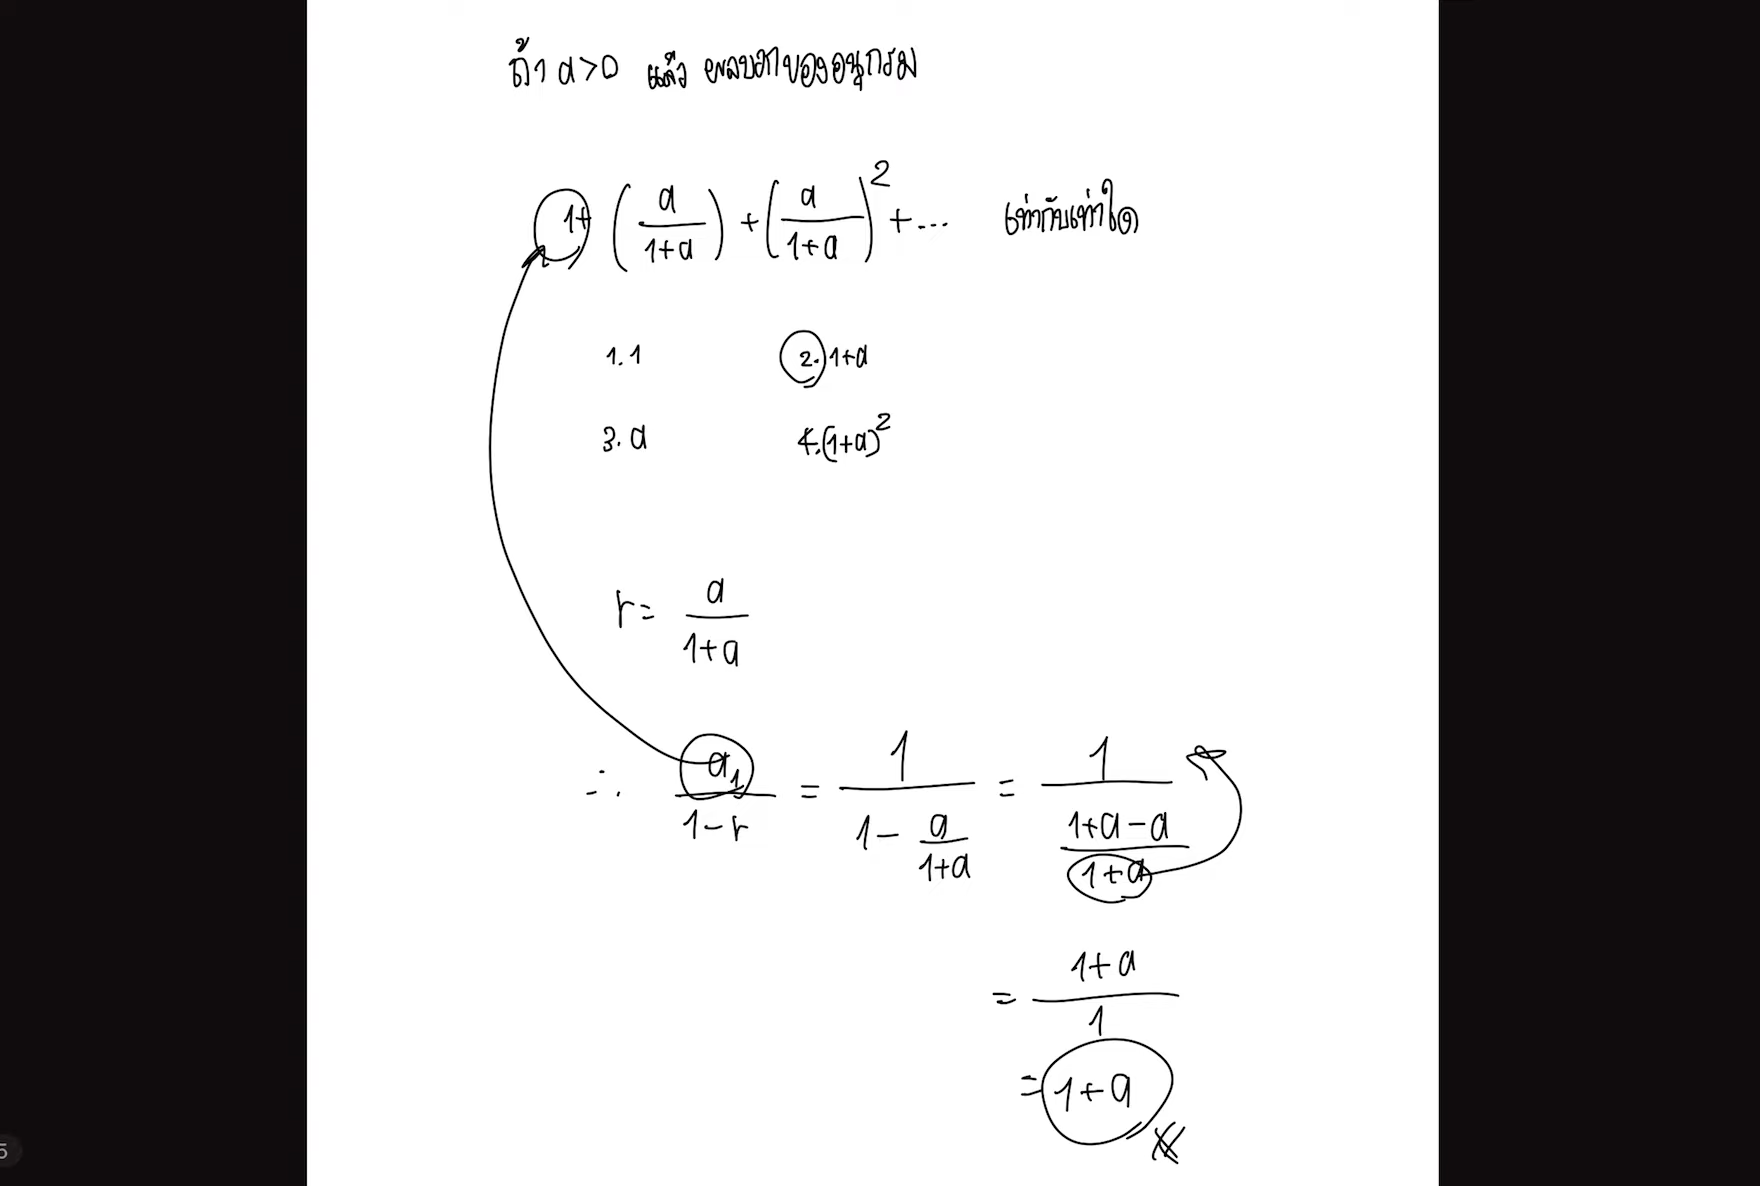 ถ้า a>0 แล้ว ผลบวกของอนุกรม
1+ (a/(1+a)) + (a/(1+a))² + ... เท่ากับเท่าใด
1. 1 2. 1+a
3. a 4. (1+a)²
r = a/(1+a)
∴ a₁/(1-r) = 1/(1 - a/(1+a)) = 1/((1+a-a)/(1+a))
= (1+a)/1
= 1+a
5